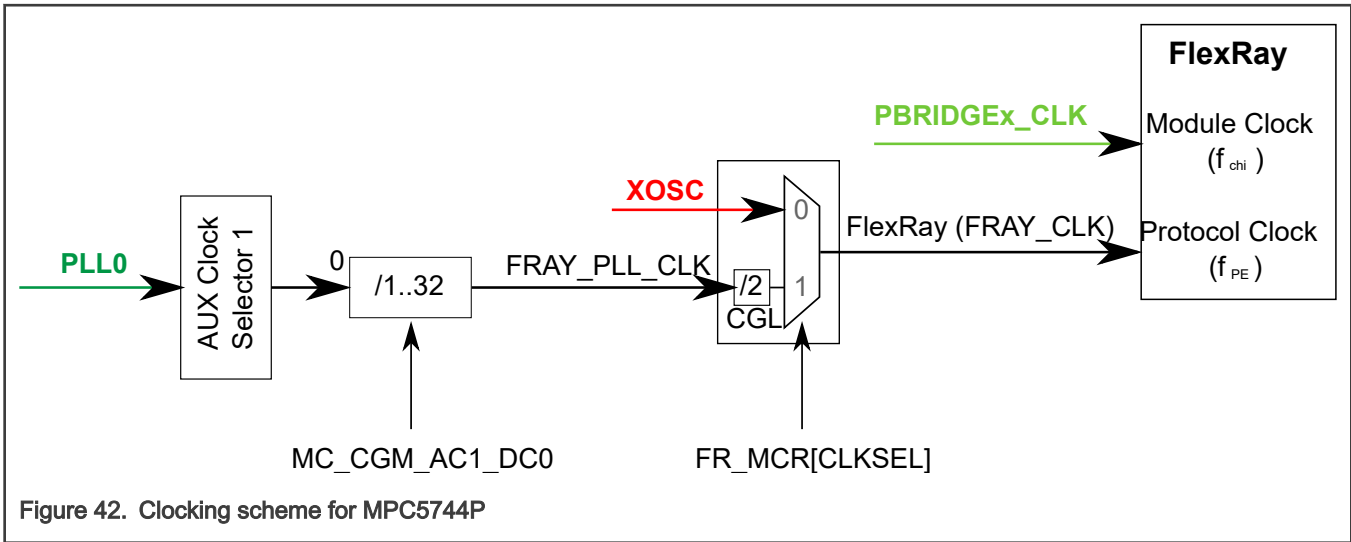 FlexRay
PBRIDGEx_CLK
Module Clock
(f chi )
XOSC
0
FlexRay (FRAY_CLK)
Protocol Clock
(f PE )
PLL0
AUX Clock
Selector 1
0
/1..32
FRAY_PLL_CLK
/2
1
CGL
MC_CGM_AC1_DC0
FR_MCR[CLKSEL]
Figure 42. Clocking scheme for MPC5744P